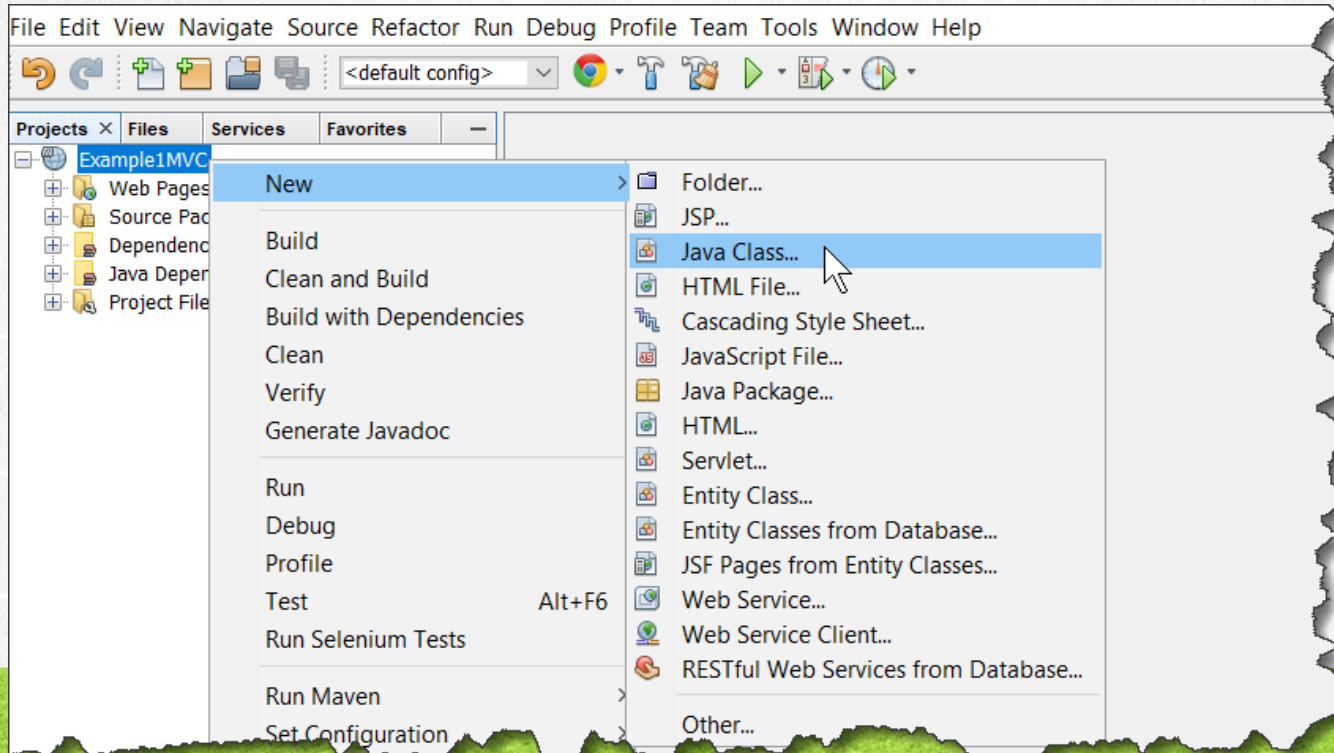 File Edit View Navigate Source Refactor Run Debug Profile Team Tools Window Help
<default config>
Projects Files Services Favorites
Example1MVC
Web Pages
Source Pac
Dependenc
Java Deper
Project File
New
Build
Clean and Build
Build with Dependencies
Clean
Verify
Generate Javadoc
Run
Debug
Profile
Test Alt+F6
Run Selenium Tests
Run Maven
Set Configuration
Folder...
JSP...
Java Class...
HTML File...
Cascading Style Sheet...
JavaScript File...
Java Package...
HTML...
Servlet...
Entity Class...
Entity Classes from Database...
JSF Pages from Entity Classes...
Web Service...
Web Service Client...
RESTful Web Services from Database...
Other...